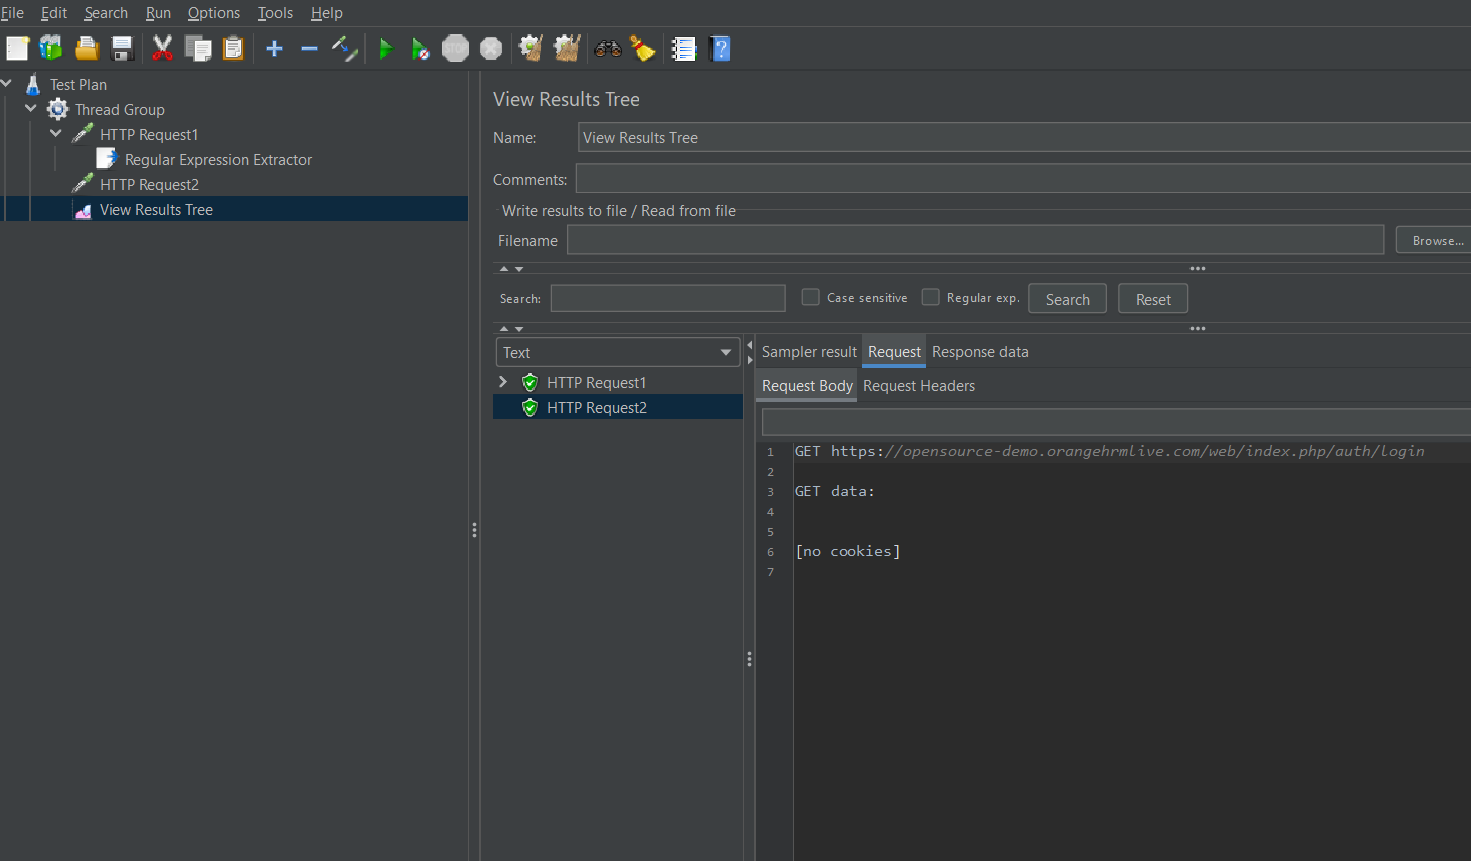 File Edit Search Run Options Tools Help
STOP
Test Plan
Thread Group
HTTP Request1
Regular Expression Extractor
HTTP Request2
View Results Tree
View Results Tree
Name: View Results Tree
Comments:
Write results to file / Read from file
Filename Browse...
Search: Case sensitive Regular exp. Search Reset
Text
HTTP Request1
HTTP Request2
Sampler result Request Response data
Request Body Request Headers
1 GET https://opensource-demo.orangehrmlive.com/web/index.php/auth/login
2
3 GET data:
4
5
6 [no cookies]
7